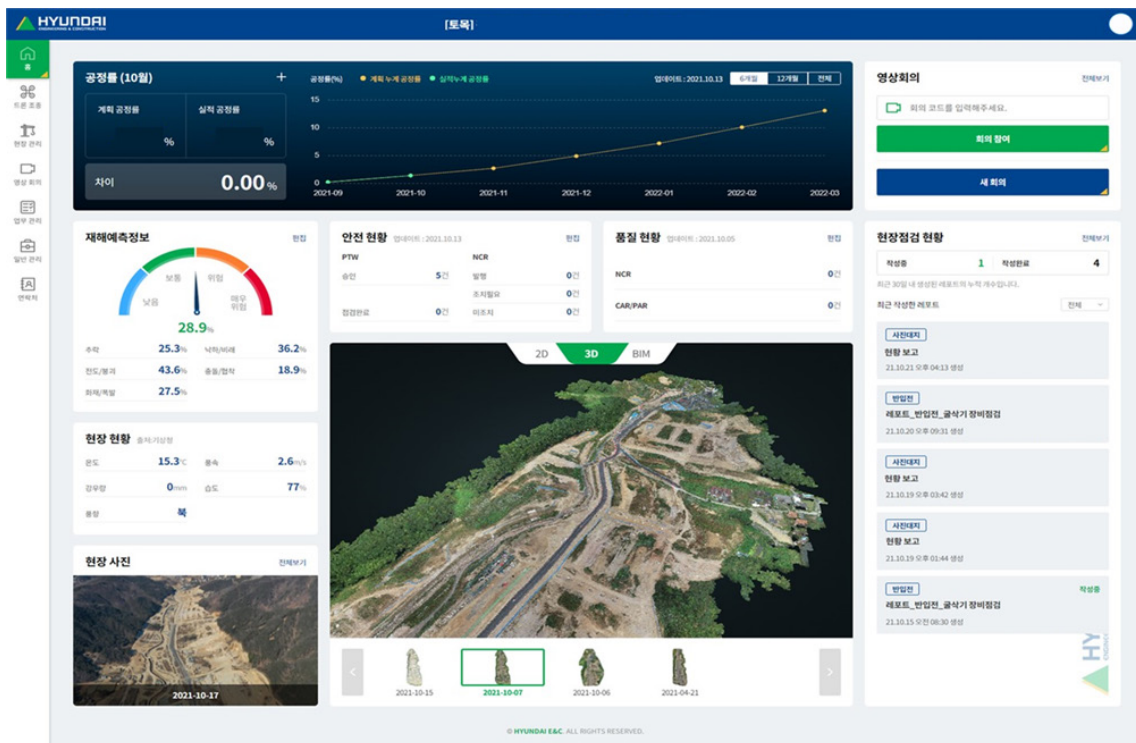 HYUNDAI
ENGINEERING & CONSTRUCTION
[토목]
홈
드론 조종
현장 관리
영상 회의
업무 관리
일반 관리
연락처
공정률 (10월)
+
계획 공정률
실적 공정률
%
%
차이
0.00 %
공정률(%)
계획 누계 공정률
실적누계 공정률
업데이트 : 2021.10.13
6개월
12개월
전체
15
10
5
0
2021-09
2021-10
2021-11
2021-12
2022-01
2022-02
2022-03
영상회의
전체보기
회의 코드를 입력해주세요.
회의 참여
새 회의
재해예측정보
편집
낮음
보통
위험
매우
위험
28.9%
추락 25.3% 낙하/비래 36.2%
전도/붕괴 43.6% 충돌/협착 18.9%
화재/폭발 27.5%
현장 현황 출처:기상청
온도 15.3℃ 풍속 2.6m/s
강우량 0mm 습도 77%
풍향 북
현장 사진
전체보기
2021-10-17
안전 현황 업데이트 : 2021.10.13
편집
PTW
NCR
승인 5건 발행 0건
조치필요 0건
점검완료 0건 미조치 0건
품질 현황 업데이트 : 2021.10.05
편집
NCR 0건
CAR/PAR 0건
2D
3D
BIM
<
2021-10-15
2021-10-07
2021-10-06
2021-04-21
>
현장점검 현황
전체보기
작성중 1 작성완료 4
최근 30일 내 생성된 레포트의 누적 개수입니다.
최근 작성한 레포트
전체
사진대지
현황 보고
21.10.21 오후 04:13 생성
반입전
레포트_반입전_굴삭기 장비점검
21.10.20 오후 09:31 생성
사진대지
현황 보고
21.10.19 오후 03:42 생성
사진대지
현황 보고
21.10.19 오후 01:44 생성
반입전
작성중
레포트_반입전_굴삭기 장비점검
21.10.15 오전 08:30 생성
HY
© HYUNDAI E&C. ALL RIGHTS RESERVED.